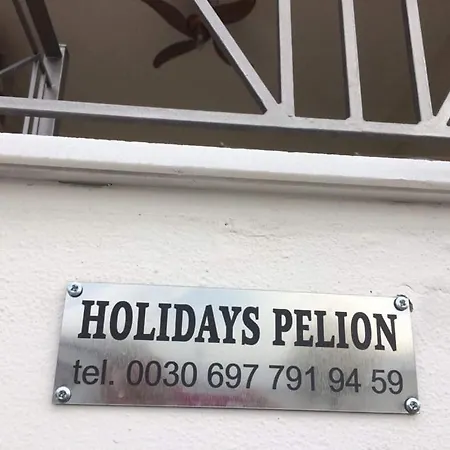 HOLIDAYS PELION
tel. 0030 697 791 94 59